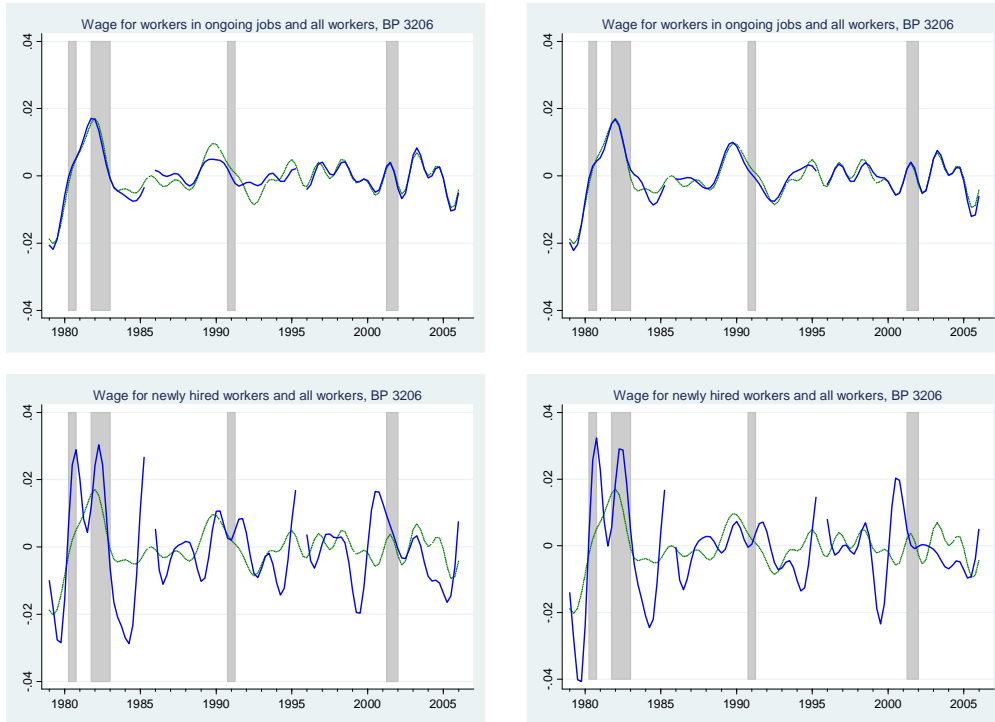 Wage for workers in ongoing jobs and all workers, BP 3206
.04
.02
0
-.02
-.04
1980 1985 1990 1995 2000 2005
Wage for workers in ongoing jobs and all workers, BP 3206
.04
.02
0
-.02
-.04
1980 1985 1990 1995 2000 2005
Wage for newly hired workers and all workers, BP 3206
.04
.02
0
-.02
-.04
1980 1985 1990 1995 2000 2005
Wage for newly hired workers and all workers, BP 3206
.04
.02
0
-.02
-.04
1980 1985 1990 1995 2000 2005